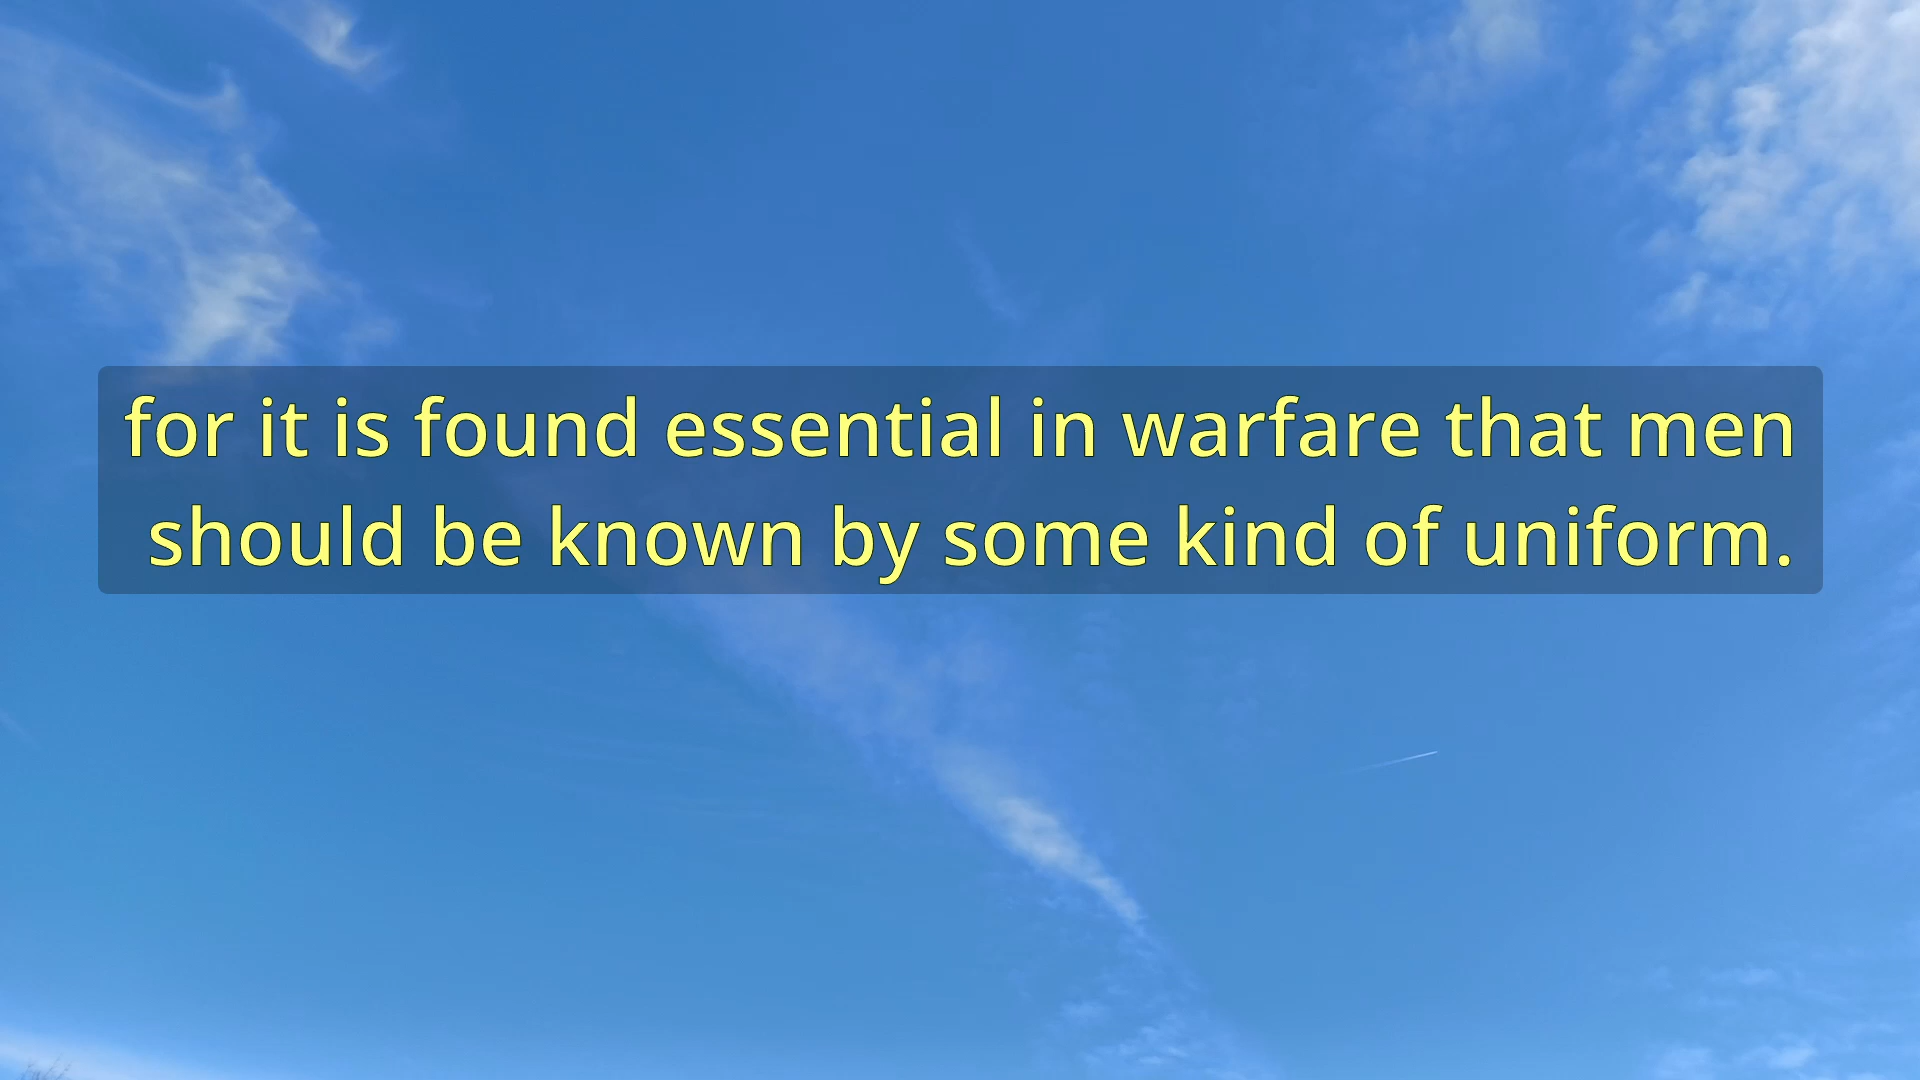 for it is found essential in warfare that men
should be known by some kind of uniform.